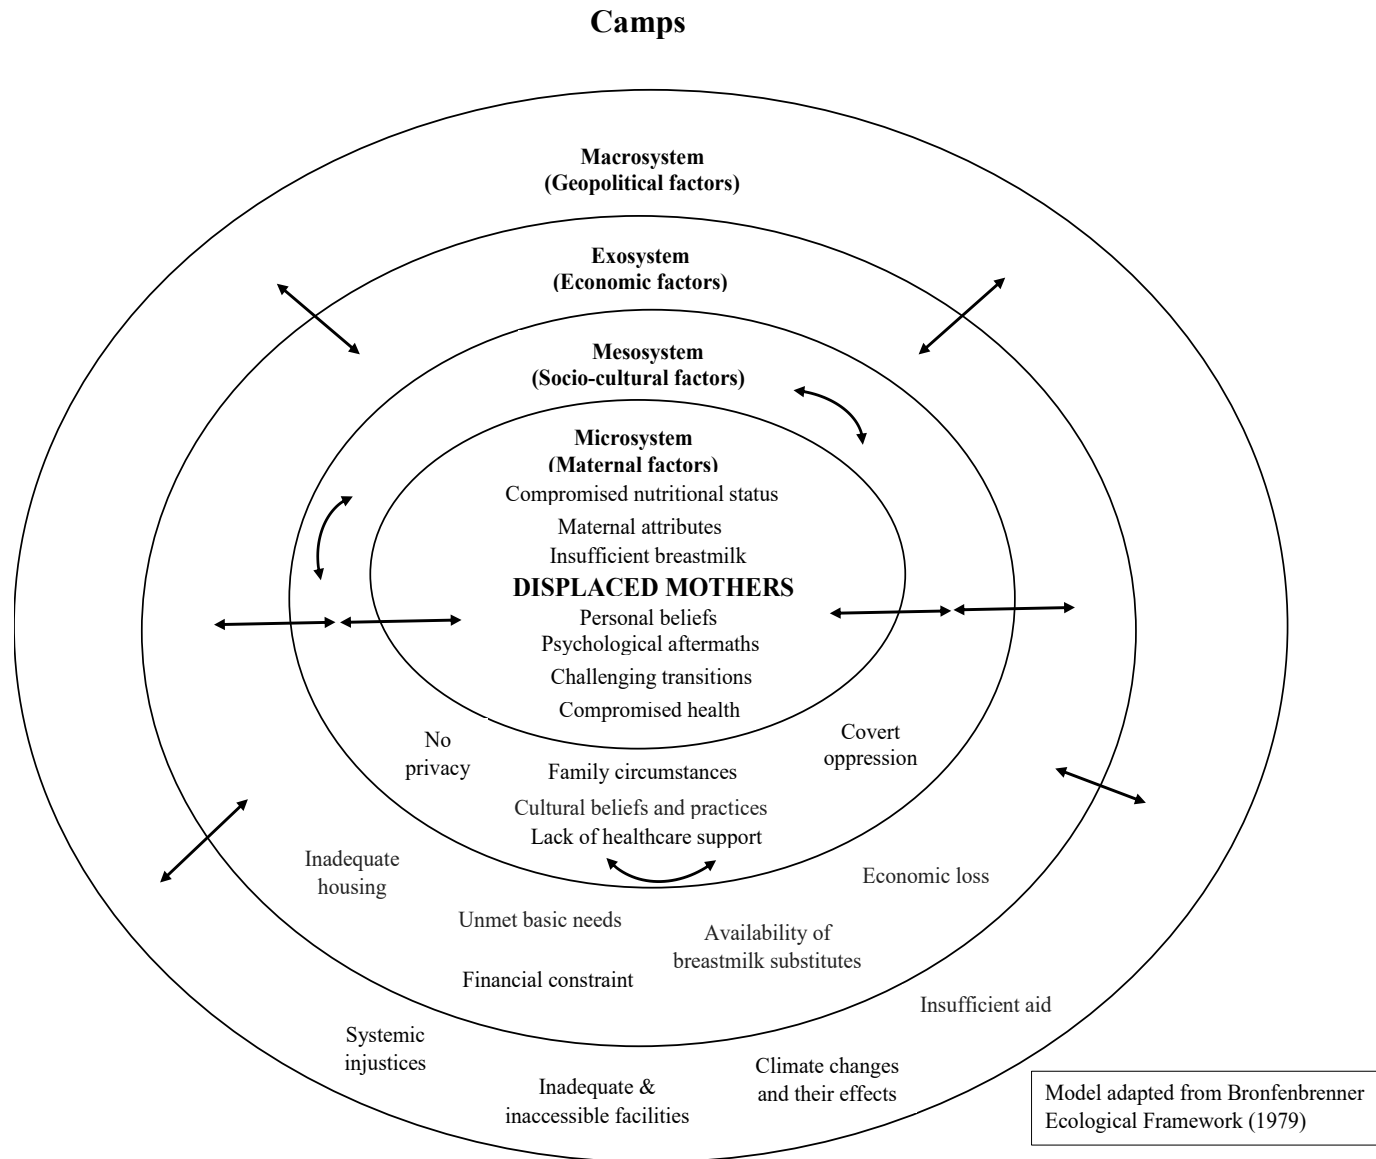 Camps
Macrosystem
(Geopolitical factors)
Exosystem
(Economic factors)
Mesosystem
(Socio-cultural factors)
Microsystem
(Maternal factors)
Compromised nutritional status
Maternal attributes
Insufficient breastmilk
DISPLACED MOTHERS
Personal beliefs
Psychological aftermaths
Challenging transitions
Compromised health
No
privacy
Covert
oppression
Family circumstances
Cultural beliefs and practices
Lack of healthcare support
Inadequate
housing
Economic loss
Unmet basic needs
Availability of
breastmilk substitutes
Financial constraint
Insufficient aid
Systemic
injustices
Inadequate &
inaccessible facilities
Climate changes
and their effects
Model adapted from Bronfenbrenner
Ecological Framework (1979)